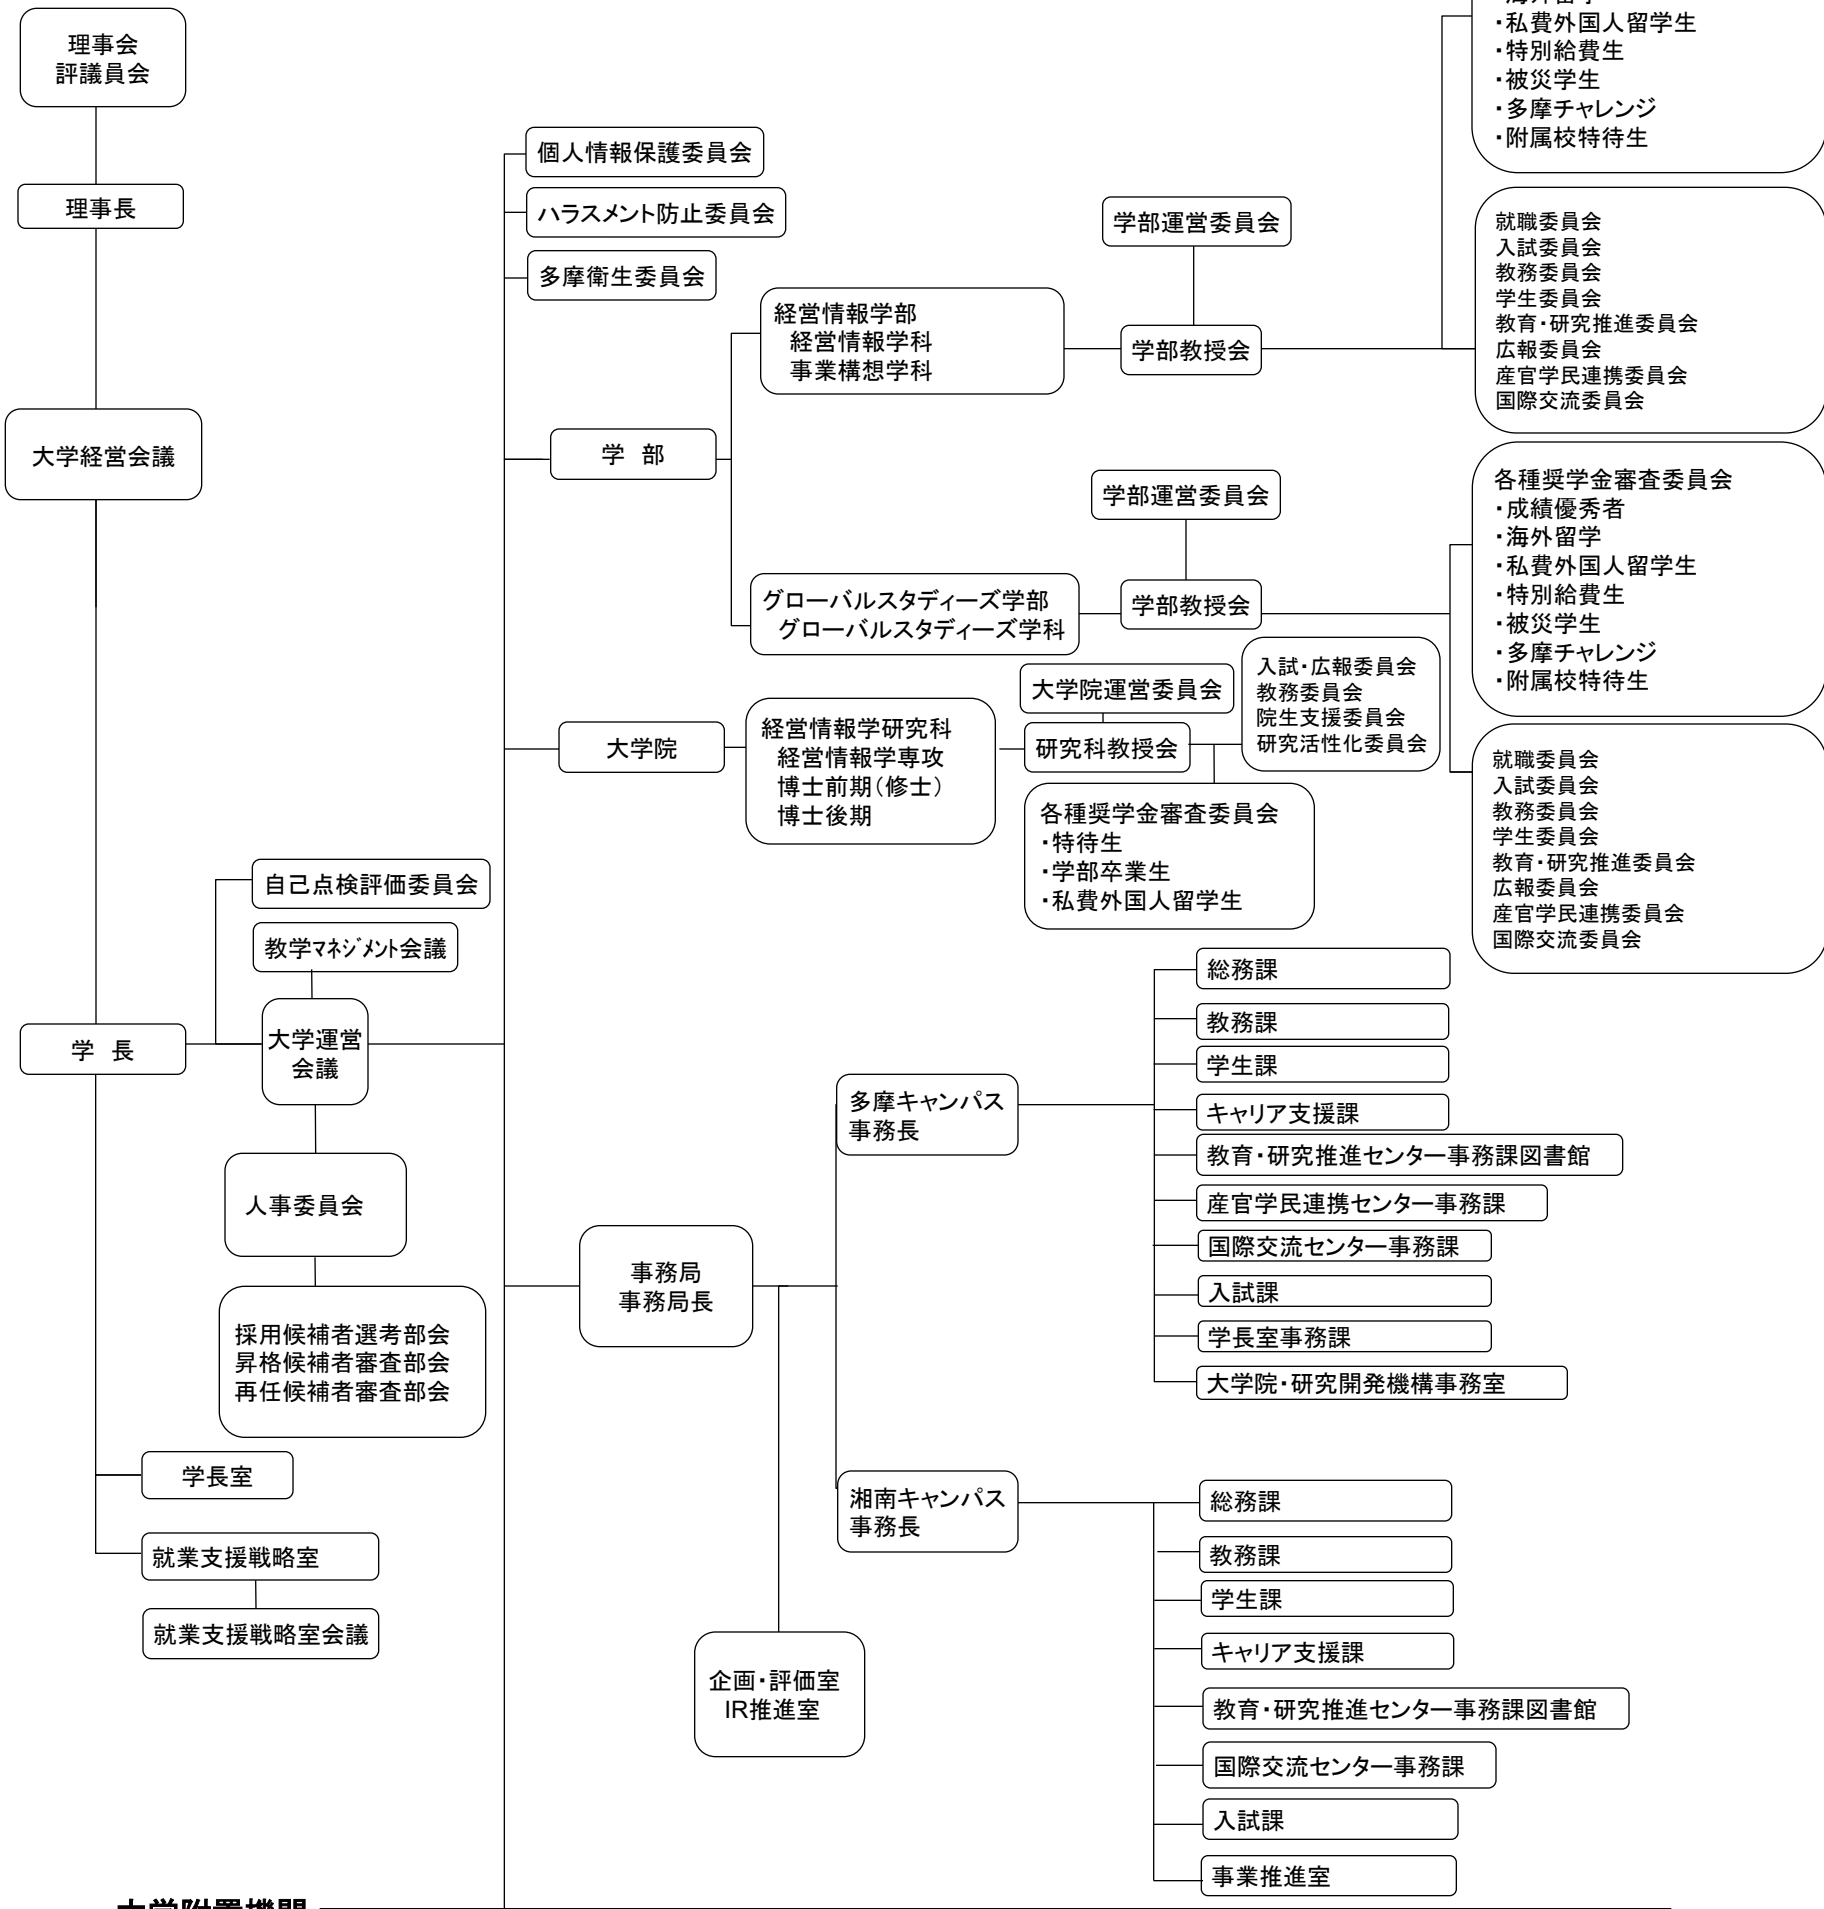 理事会
評議員会
理事長
大学経営会議
学　長
自己点検評価委員会
教学マネジメント会議
大学運営
会議
人事委員会
採用候補者選考部会
昇格候補者審査部会
再任候補者審査部会
学長室
就業支援戦略室
就業支援戦略室会議
個人情報保護委員会
ハラスメント防止委員会
多摩衛生委員会
学　部
経営情報学部
経営情報学科
事業構想学科
学部運営委員会
学部教授会
・私費外国人留学生
・特別給費生
・被災学生
・多摩チャレンジ
・附属校特待生
就職委員会
入試委員会
教務委員会
学生委員会
教育・研究推進委員会
広報委員会
産官学民連携委員会
国際交流委員会
グローバルスタディーズ学部
グローバルスタディーズ学科
学部運営委員会
学部教授会
各種奨学金審査委員会
・成績優秀者
・海外留学
・私費外国人留学生
・特別給費生
・被災学生
・多摩チャレンジ
・附属校特待生
就職委員会
入試委員会
教務委員会
学生委員会
教育・研究推進委員会
広報委員会
産官学民連携委員会
国際交流委員会
大学院
経営情報学研究科
経営情報学専攻
博士前期（修士）
博士後期
大学院運営委員会
研究科教授会
入試・広報委員会
教務委員会
院生支援委員会
研究活性化委員会
各種奨学金審査委員会
・特待生
・学部卒業生
・私費外国人留学生
事務局
事務局長
多摩キャンパス
事務長
総務課
教務課
学生課
キャリア支援課
教育・研究推進センター事務課図書館
産官学民連携センター事務課
国際交流センター事務課
入試課
学長室事務課
大学院・研究開発機構事務室
湘南キャンパス
事務長
総務課
教務課
学生課
キャリア支援課
教育・研究推進センター事務課図書館
国際交流センター事務課
入試課
事業推進室
企画・評価室
IR推進室
大学附置機関